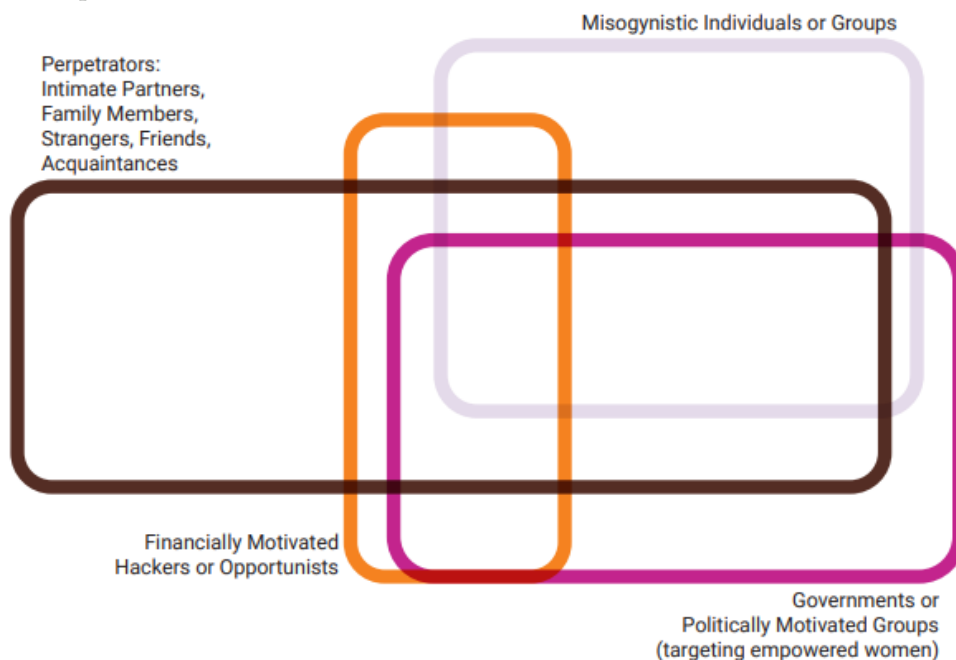 Misogynistic Individuals or Groups
Perpetrators:
Intimate Partners,
Family Members,
Strangers, Friends,
Acquaintances
Financially Motivated
Hackers or Opportunists
Governments or
Politically Motivated Groups
(targeting empowered women)